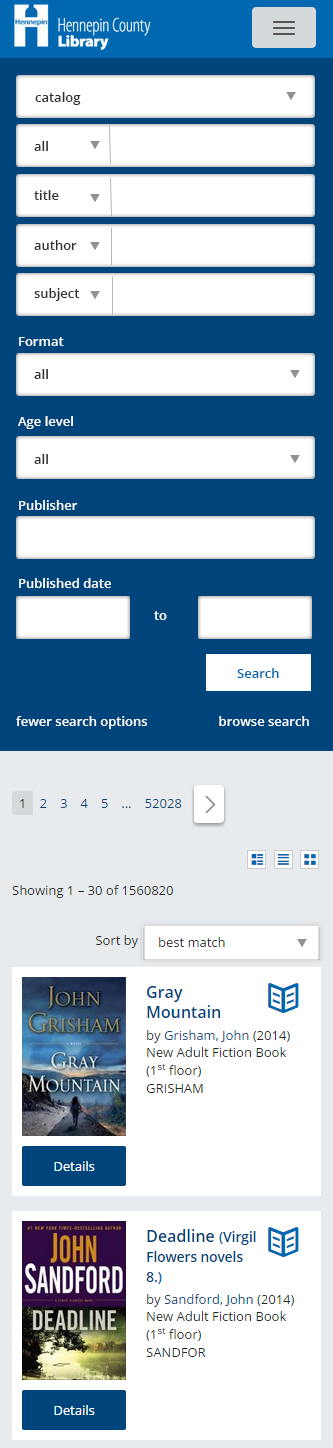 Hennepin
Hennepin County
Library
catalog
all
title
author
subject
Format
all
Age level
all
Publisher
Published date
to
Search
fewer search options browse search
1 2 3 4 5 ... 52028
Showing 1 – 30 of 1560820
Sort by best match
JOHN
GRISHAM
A NOVEL
GRAY
MOUNTAIN
Gray
Mountain
by Grisham, John (2014)
New Adult Fiction Book
(1st floor)
GRISHAM
Details
#1 NEW YORK TIMES-BESTSELLING AUTHOR
JOHN
SANDFORD
A VIRGIL FLOWERS NOVEL
DEADLINE
Deadline (Virgil
Flowers novels
8.)
by Sandford, John (2014)
New Adult Fiction Book
(1st floor)
SANDFOR
Details